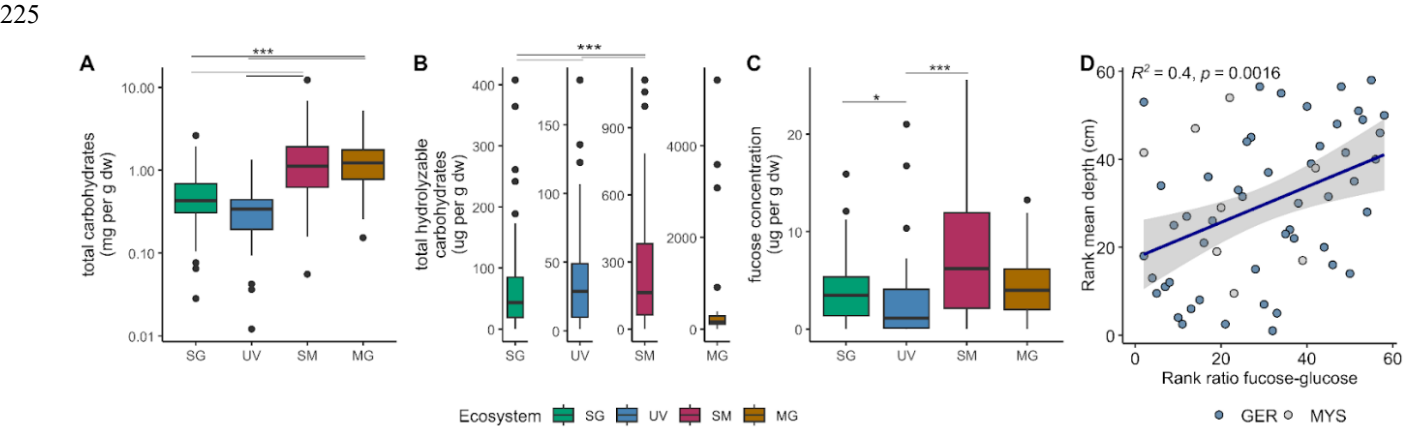 225
A
***
total carbohydrates
(mg per g dw)
10.00
1.00
0.10
0.01
SG UV SM MG
B
***
total hydrolyzable
carbohydrates
(ug per g dw)
400
300
200
100
0
SG
150
100
50
0
UV
900
600
300
0
SM
4000
2000
0
MG
C
* ***
fucose concentration
(ug per g dw)
20
10
0
SG UV SM MG
D
R² = 0.4, p = 0.0016
Rank mean depth (cm)
60
40
20
0
0 20 40 60
Rank ratio fucose-glucose
Ecosystem SG UV SM MG
GER MYS